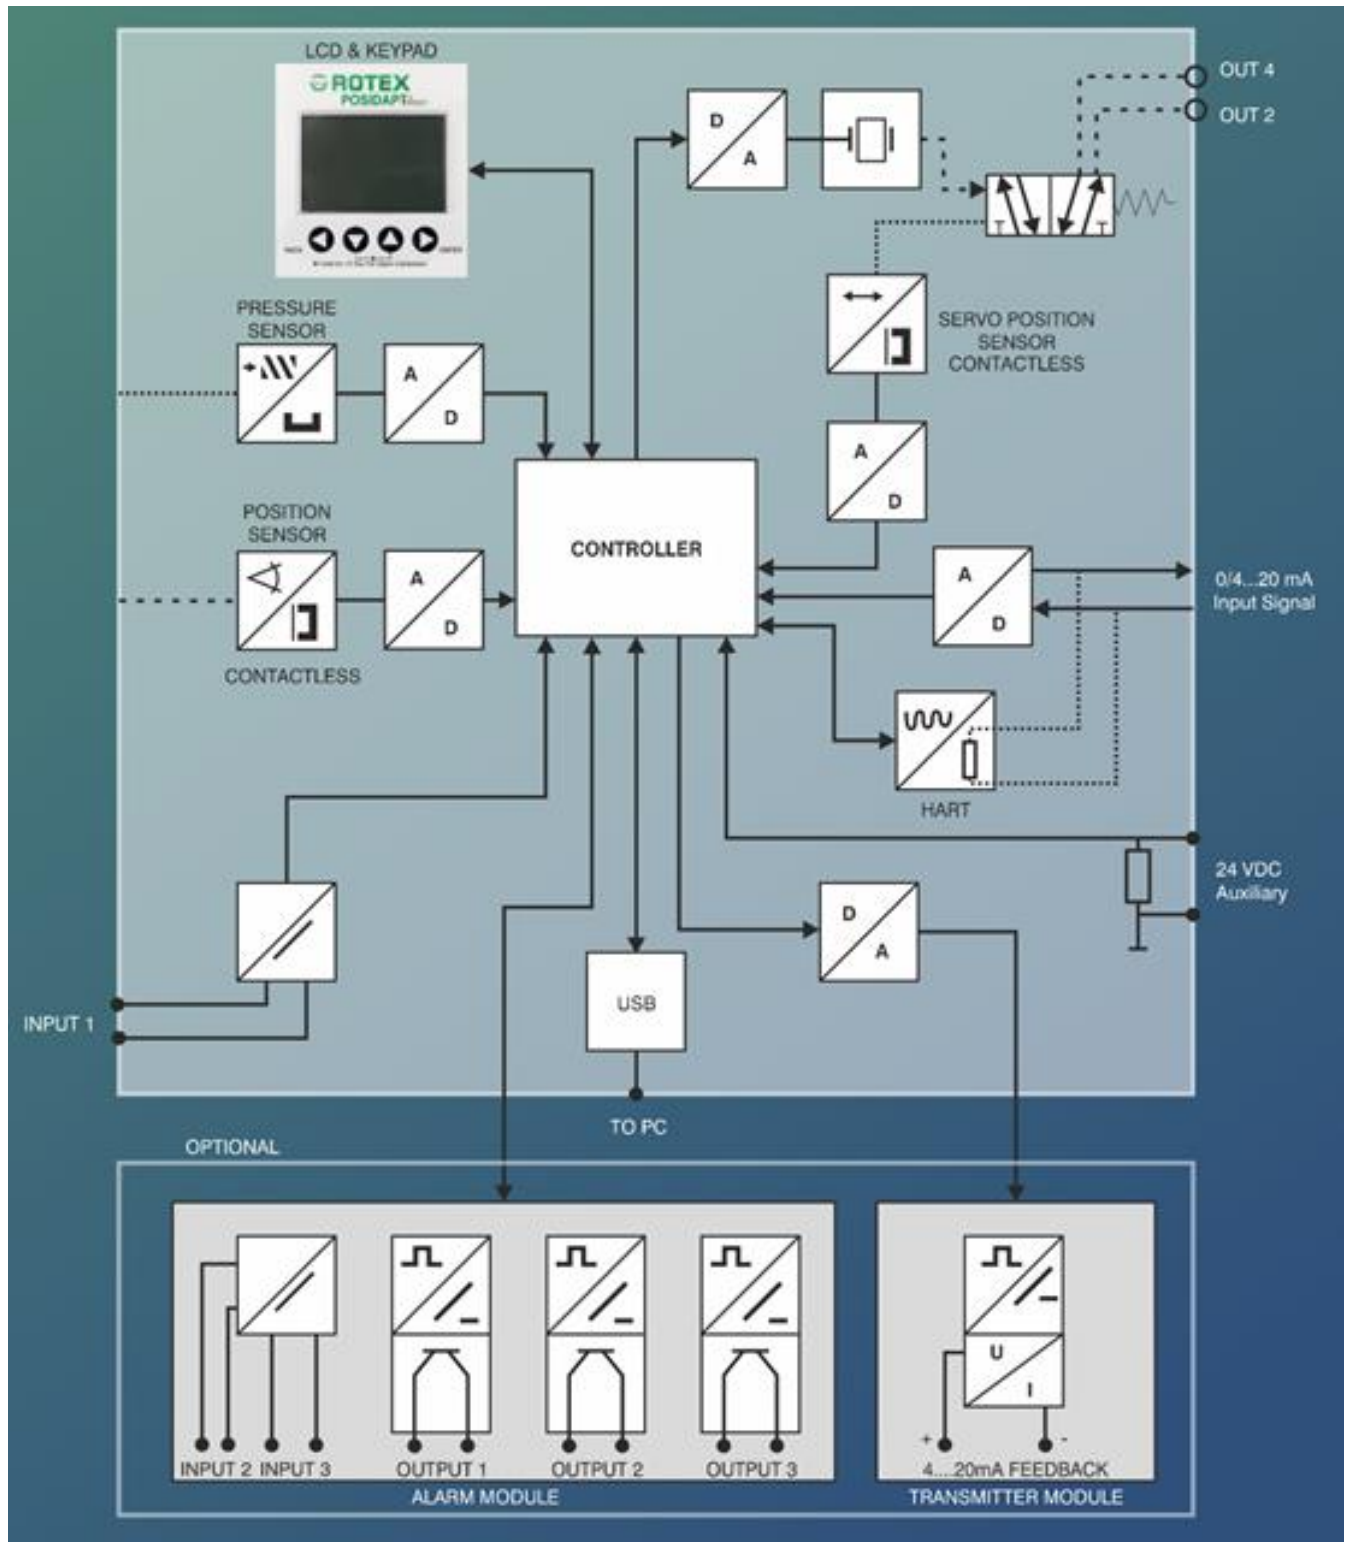 LCD & KEYPAD
ROTEX
POSIDAPT
D
A
OUT 4
OUT 2
T
T
PRESSURE
SENSOR
A
D
SERVO POSITION
SENSOR
CONTACTLESS
A
D
POSITION
SENSOR
A
D
CONTACTLESS
CONTROLLER
A
D
0/4...20 mA
Input Signal
HART
24 VDC
Auxiliary
D
A
INPUT 1
USB
TO PC
OPTIONAL
U
I
+
-
INPUT 2 INPUT 3
OUTPUT 1
OUTPUT 2
OUTPUT 3
4....20mA FEEDBACK
ALARM MODULE
TRANSMITTER MODULE